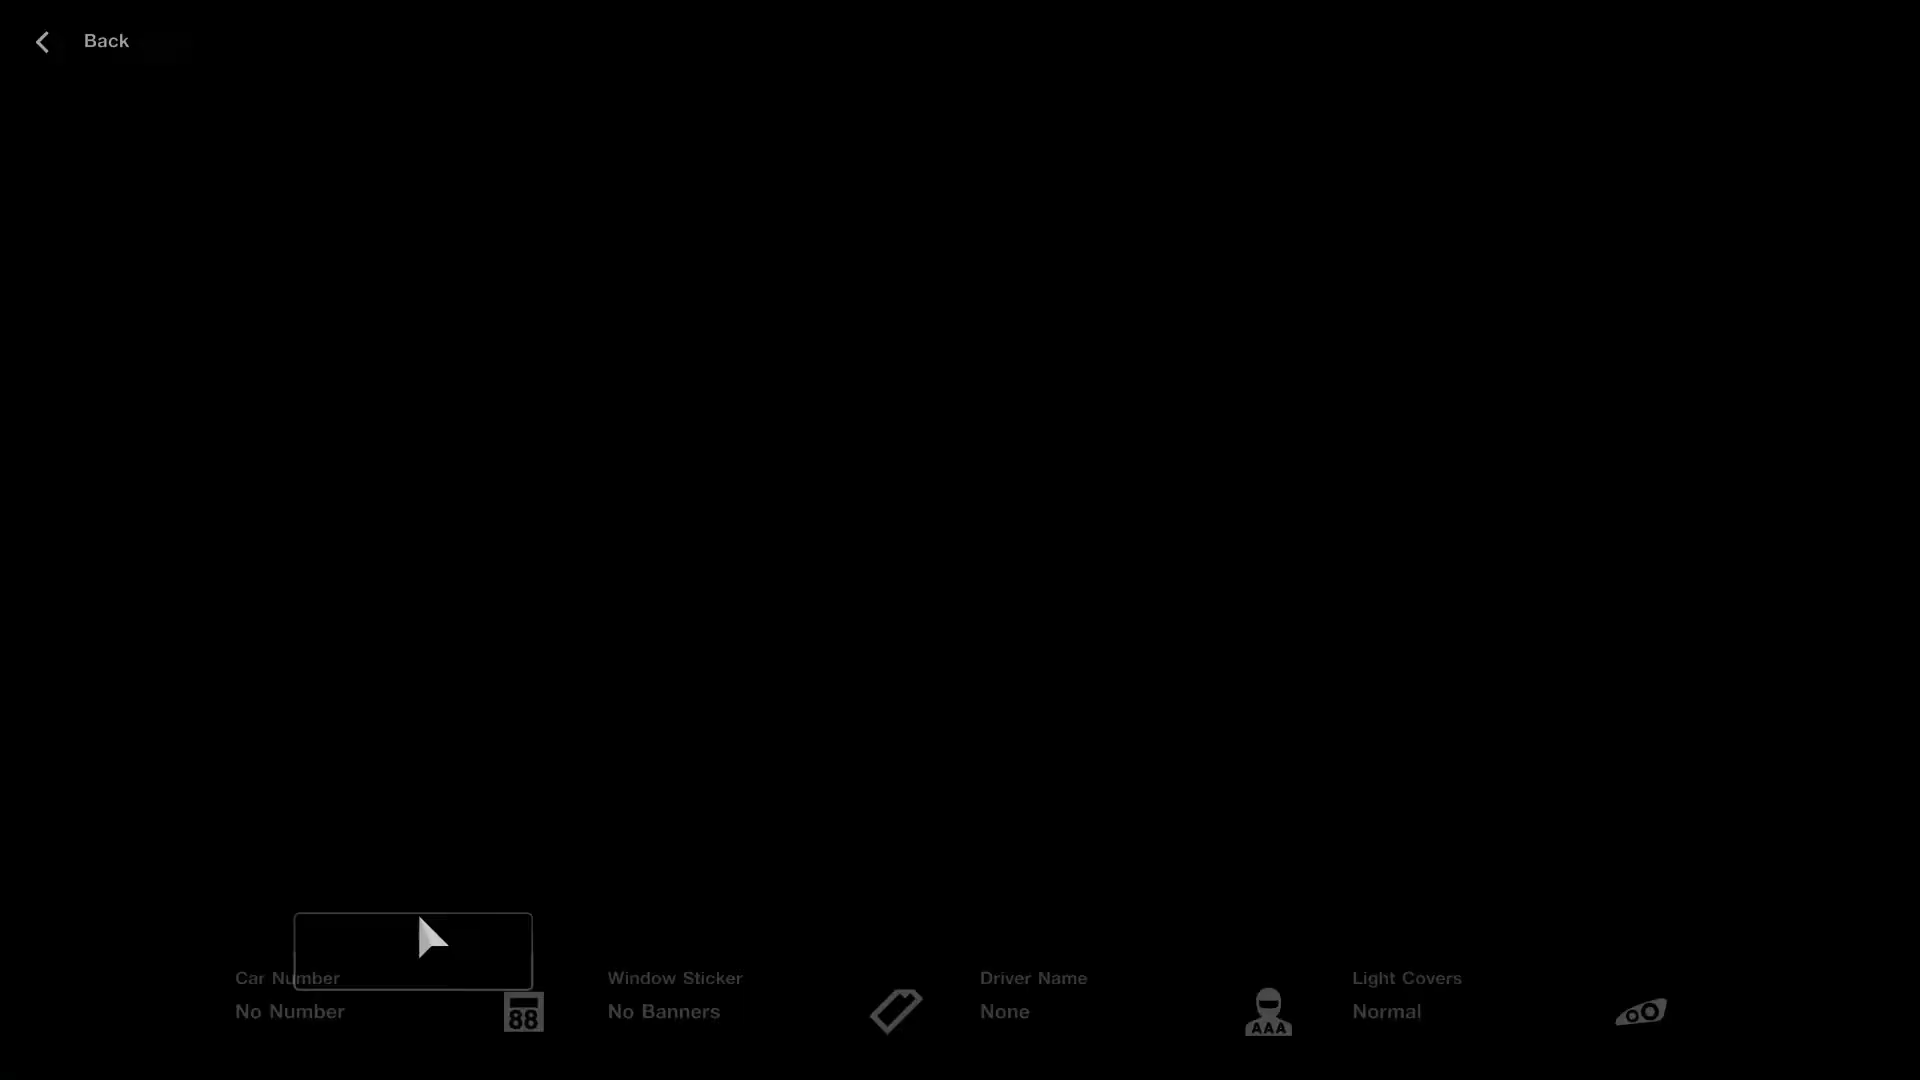 Back
Car Number
No Number
88
Window Sticker
No Banners
Driver Name
None
AAA
Light Covers
Normal